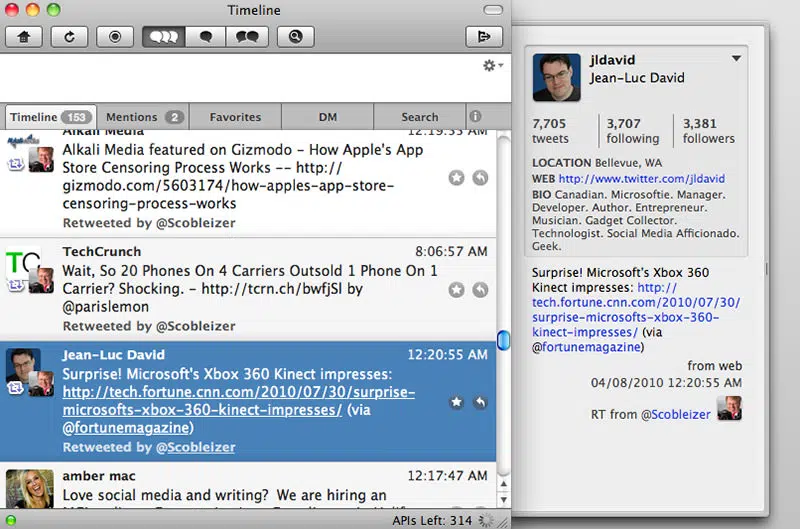 Timeline
Timeline 153
Mentions 2
Favorites
DM
Search
Alkali Media 12:19:33 AM
Alkali Media featured on Gizmodo - How Apple's App
Store Censoring Process Works -- http://
gizmodo.com/5603174/how-apples-app-store-
censoring-process-works
Retweeted by @Scobleizer
TechCrunch 8:06:57 AM
Wait, So 20 Phones On 4 Carriers Outsold 1 Phone On 1
Carrier? Shocking. - http://tcrn.ch/bwfjSI by
@parislemon
Retweeted by @Scobleizer
Jean-Luc David 12:20:55 AM
Surprise! Microsoft's Xbox 360 Kinect impresses:
http://tech.fortune.cnn.com/2010/07/30/surprise-
microsofts-xbox-360-kinect-impresses/ (via
@fortunemagazine)
Retweeted by @Scobleizer
amber mac 12:17:47 AM
Love social media and writing? We are hiring an
APIs Left: 314
jldavid
Jean-Luc David
7,705 3,707 3,381
tweets following followers
LOCATION Bellevue, WA
WEB http://www.twitter.com/jldavid
BIO Canadian. Microsoftie. Manager.
Developer. Author. Entrepreneur.
Musician. Gadget Collector.
Technologist. Social Media Afficionado.
Geek.
Surprise! Microsoft's Xbox 360
Kinect impresses: http://
tech.fortune.cnn.com/2010/07/30/
surprise-microsofts-xbox-360-
kinect-impresses/ (via
@fortunemagazine)
from web
04/08/2010 12:20:55 AM
RT from @Scobleizer